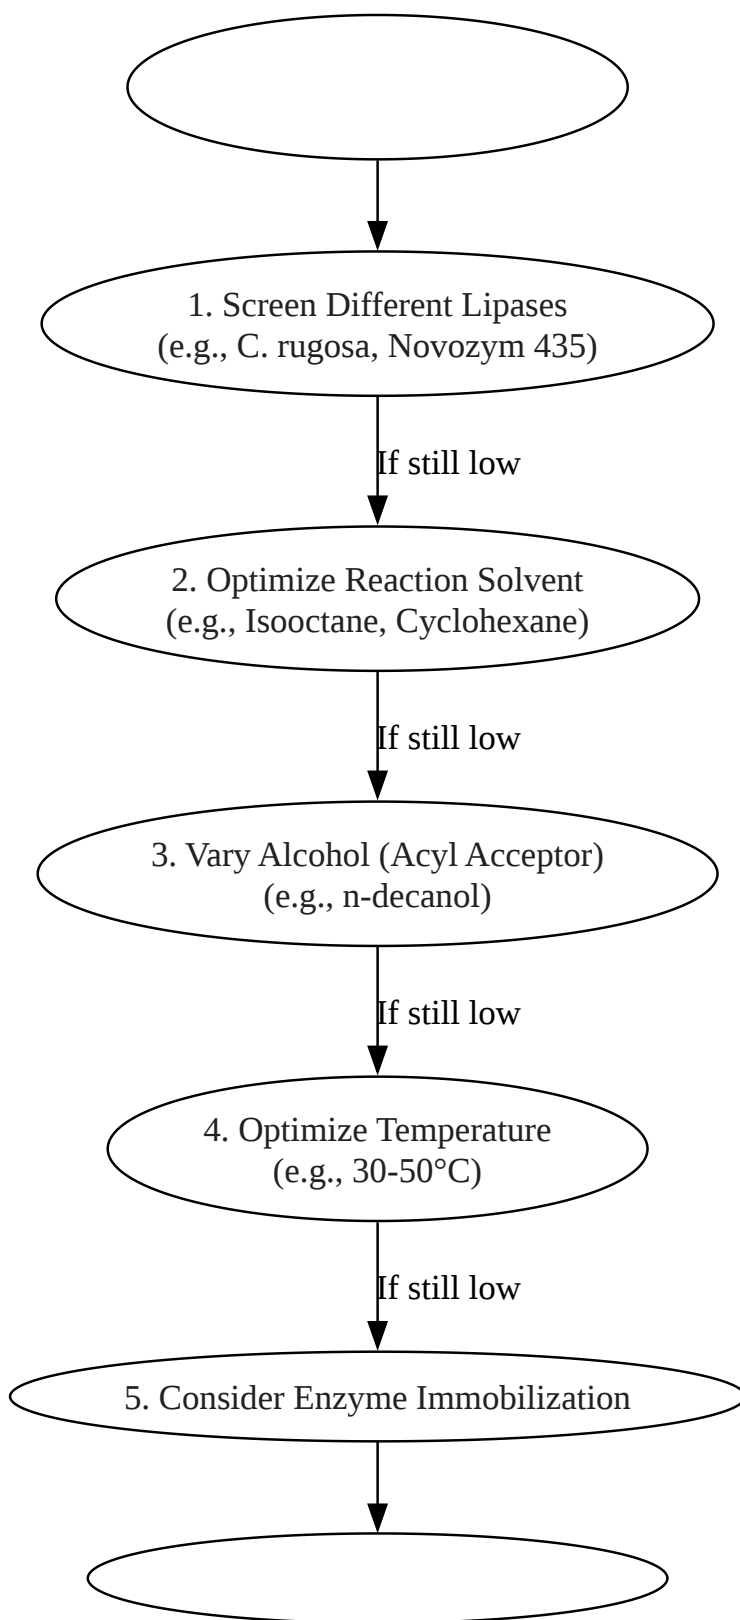 1. Screen Different Lipases
(e.g., C. rugosa, Novozym 435)
If still low
2. Optimize Reaction Solvent
(e.g., Isooctane, Cyclohexane)
If still low
3. Vary Alcohol (Acyl Acceptor)
(e.g., n-decanol)
If still low
4. Optimize Temperature
(e.g., 30-50°C)
If still low
5. Consider Enzyme Immobilization